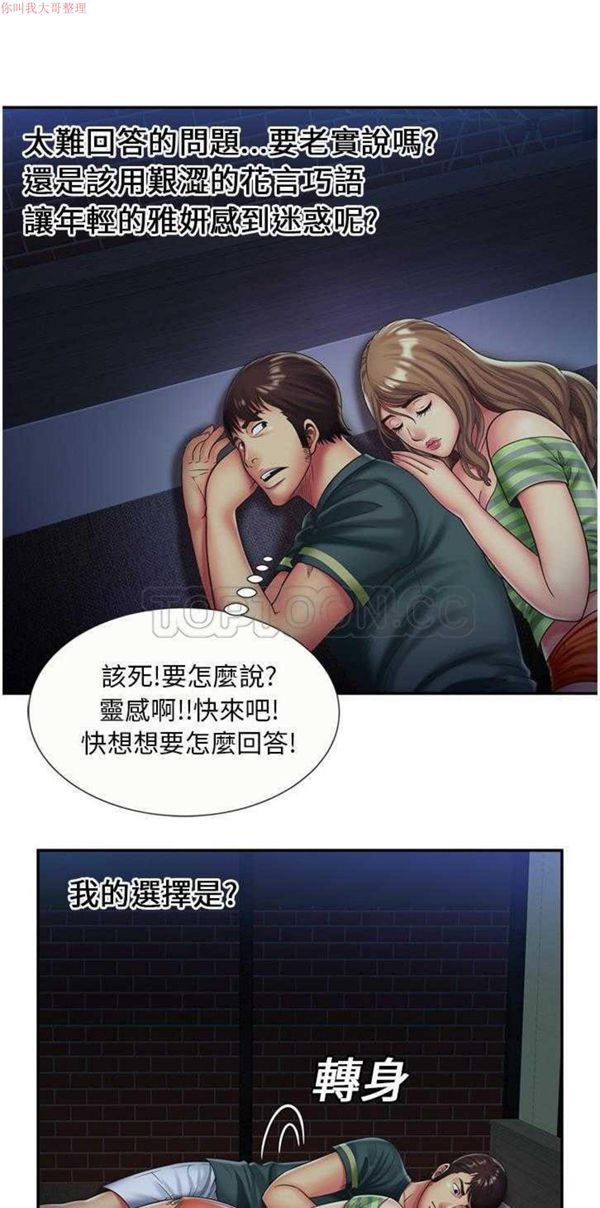 你叫我大哥整理
太難回答的問題...要老實說嗎?
還是該用艱澀的花言巧語
讓年輕的雅妍感到迷惑呢?
TOPTOON.CC
該死!要怎麼說?
靈感啊!!快來吧!
快想想要怎麼回答!
我的選擇是?
轉身